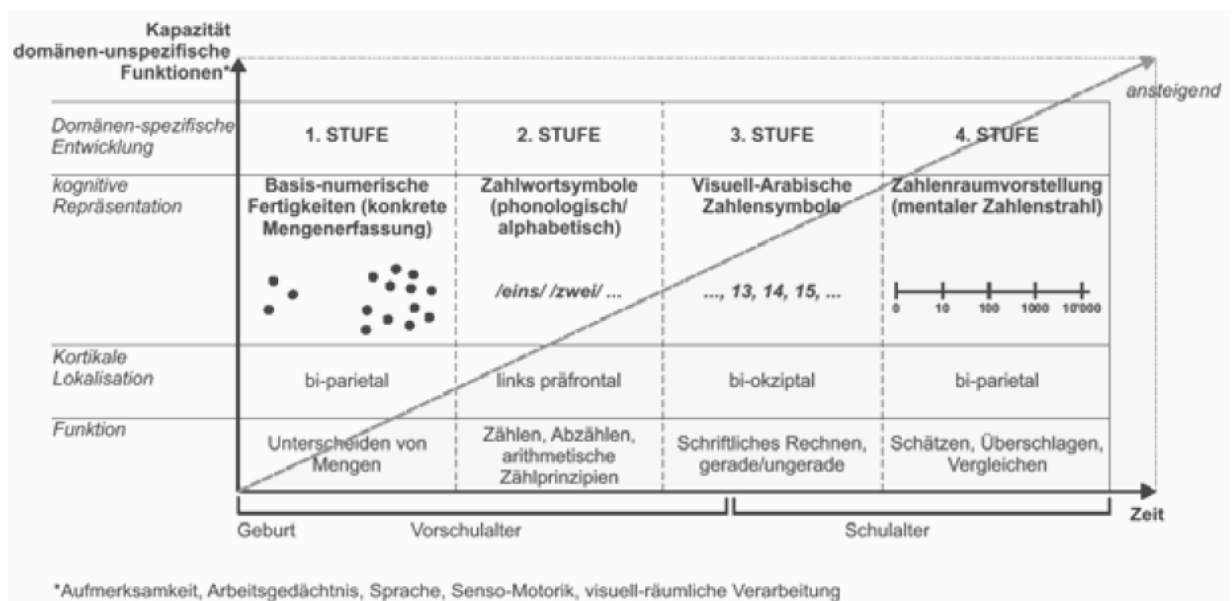 Kapazität
domänen-unspezifische
Funktionen*
ansteigend
Domänen-spezifische
Entwicklung
1. STUFE
2. STUFE
3. STUFE
4. STUFE
kognitive
Repräsentation
Basis-numerische
Fertigkeiten (konkrete
Mengenerfassung)
Zahlwortsymbole
(phonologisch/
alphabetisch)
Visuell-Arabische
Zahlensymbole
Zahlenraumvorstellung
(mentaler Zahlenstrahl)
/eins/ /zwei/ ...
..., 13, 14, 15, ...
0 10 100 1000 10'000
Kortikale
Lokalisation
bi-parietal
links präfrontal
bi-okziptal
bi-parietal
Funktion
Unterscheiden von
Mengen
Zählen, Abzählen,
arithmetische
Zählprinzipien
Schriftliches Rechnen,
gerade/ungerade
Schätzen, Überschlagen,
Vergleichen
Zeit
Geburt
Vorschulalter
Schulalter
*Aufmerksamkeit, Arbeitsgedächtnis, Sprache, Senso-Motorik, visuell-räumliche Verarbeitung